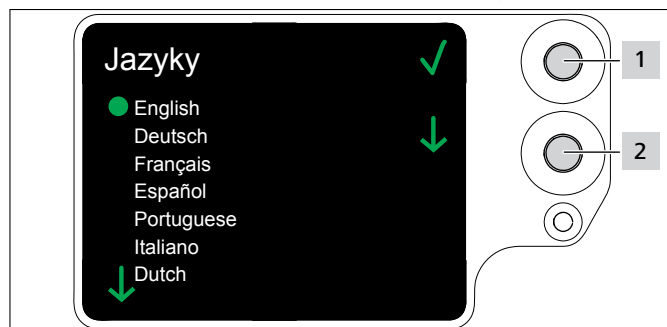 Jazyky
English
Deutsch
Français
Español
Portuguese
Italiano
Dutch
1
2